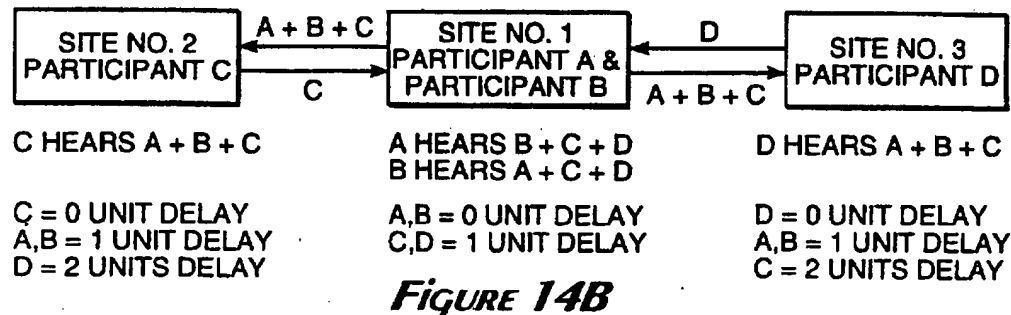 SITE NO. 2
PARTICIPANT C
A + B + C
C
SITE NO. 1
PARTICIPANT A &
PARTICIPANT B
D
A + B + C
SITE NO. 3
PARTICIPANT D
C HEARS A + B + C
A HEARS B + C + D
B HEARS A + C + D
D HEARS A + B + C
C = 0 UNIT DELAY
A,B = 1 UNIT DELAY
D = 2 UNITS DELAY
A,B = 0 UNIT DELAY
C,D = 1 UNIT DELAY
D = 0 UNIT DELAY
A,B = 1 UNIT DELAY
C = 2 UNITS DELAY
FIGURE 14B